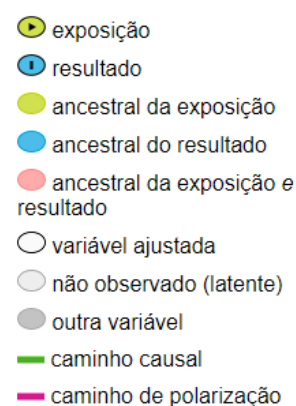 exposição
resultado
ancestral da exposição
ancestral do resultado
ancestral da exposição e
resultado
variável ajustada
não observado (latente)
outra variável
caminho causal
caminho de polarização